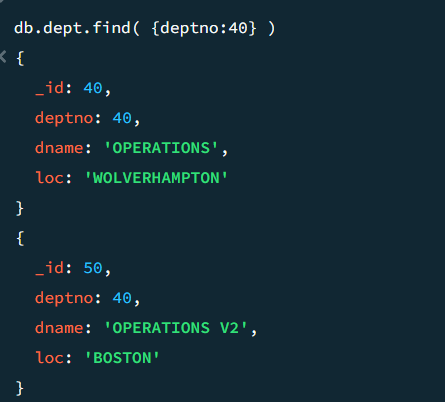 db.dept.find( {deptno:40} )
{
_id: 40,
deptno: 40,
dname: 'OPERATIONS',
loc: 'WOLVERHAMPTON'
}
{
_id: 50,
deptno: 40,
dname: 'OPERATIONS V2',
loc: 'BOSTON'
}